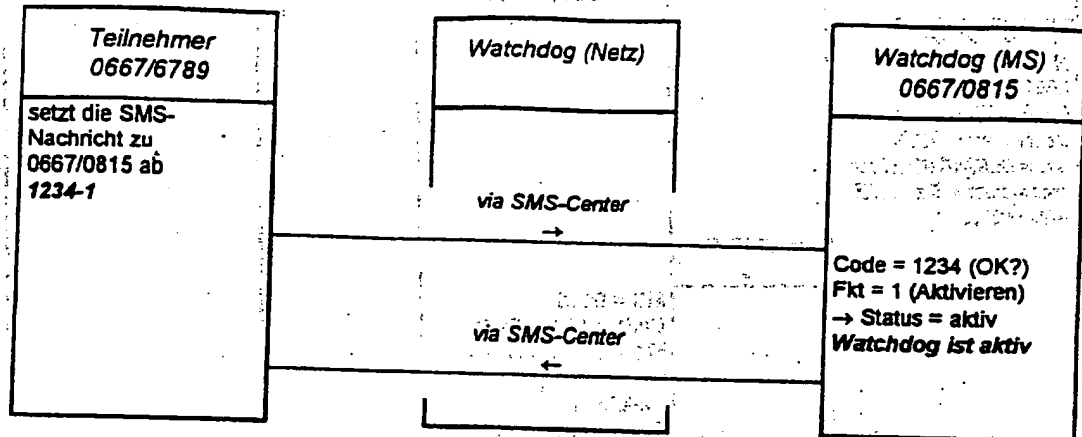 Teilnehmer
0667/6789
setzt die SMS-
Nachricht zu
0667/0815 ab
1234-1
Watchdog (Netz)
via SMS-Center
→
via SMS-Center
←
Watchdog (MS)
0667/0815
Code = 1234 (OK?)
Fkt = 1 (Aktivieren)
→ Status = aktiv
Watchdog ist aktiv